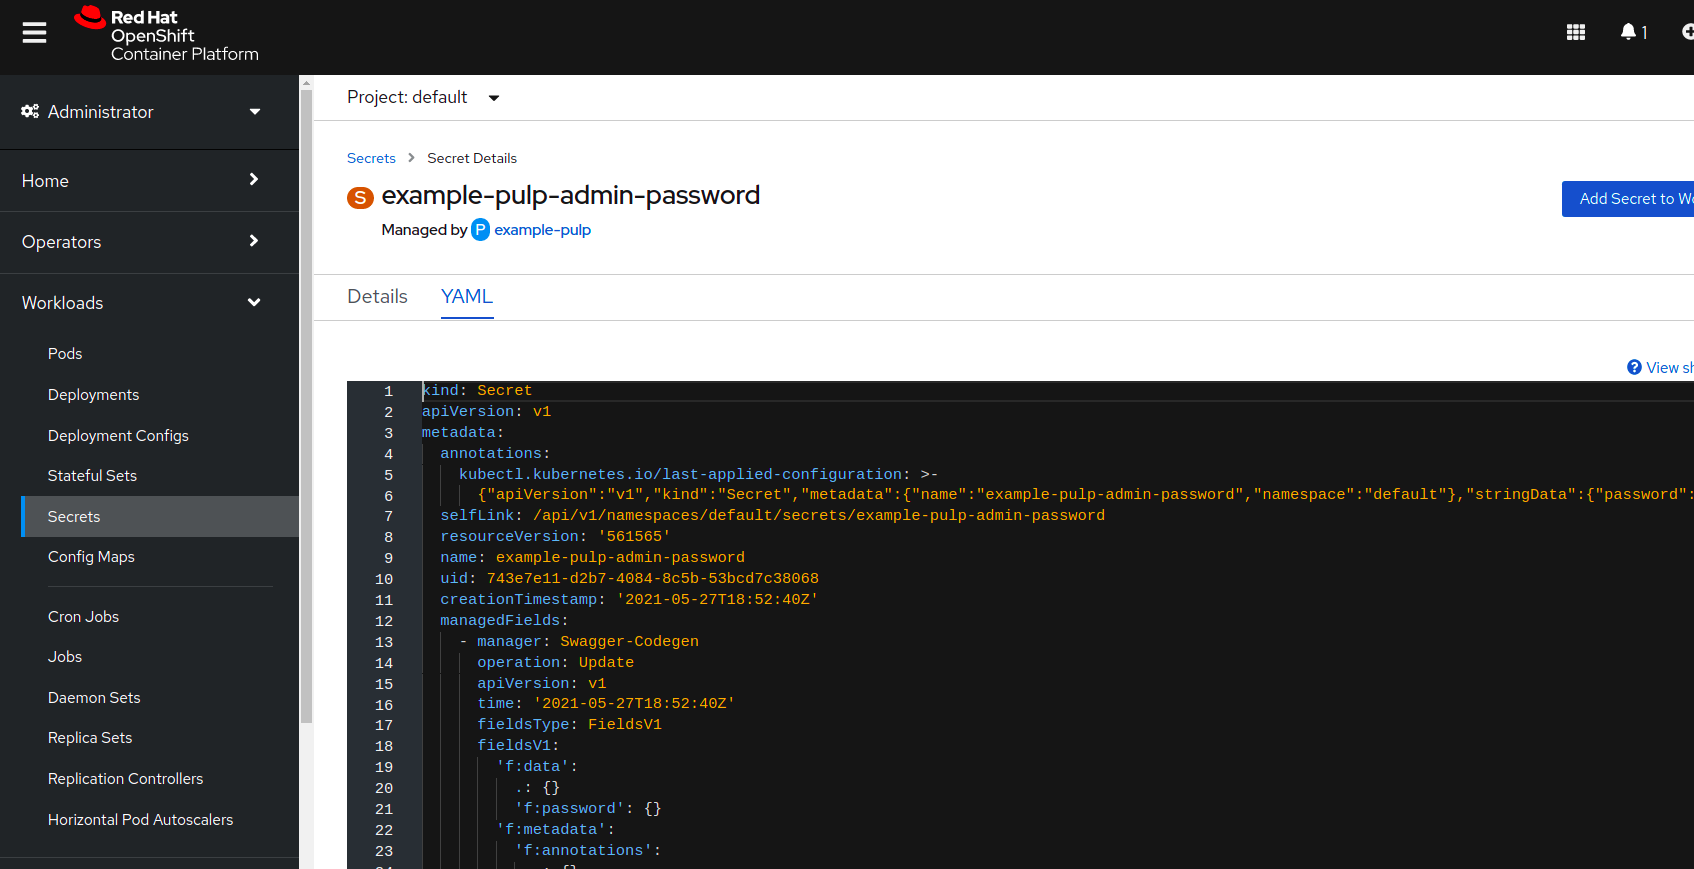 Red Hat
OpenShift
Container Platform
1
Administrator
Home
Operators
Workloads
Pods
Deployments
Deployment Configs
Stateful Sets
Secrets
Config Maps
Cron Jobs
Jobs
Daemon Sets
Replica Sets
Replication Controllers
Horizontal Pod Autoscalers
Project: default
Secrets > Secret Details
S example-pulp-admin-password
Managed by P example-pulp
Add Secret to
Details YAML
View
1 kind: Secret
2 apiVersion: v1
3 metadata:
4 annotations:
5 kubectl.kubernetes.io/last-applied-configuration: >-
6 {"apiVersion":"v1","kind":"Secret","metadata":{"name":"example-pulp-admin-password","namespace":"default"},"stringData":{"password":
7 selfLink: /api/v1/namespaces/default/secrets/example-pulp-admin-password
8 resourceVersion: '561565'
9 name: example-pulp-admin-password
10 uid: 743e7e11-d2b7-4084-8c5b-53bcd7c38068
11 creationTimestamp: '2021-05-27T18:52:40Z'
12 managedFields:
13 - manager: Swagger-Codegen
14 operation: Update
15 apiVersion: v1
16 time: '2021-05-27T18:52:40Z'
17 fieldsType: FieldsV1
18 fieldsV1:
19 'f:data':
20 .: {}
21 'f:password': {}
22 'f:metadata':
23 'f:annotations':